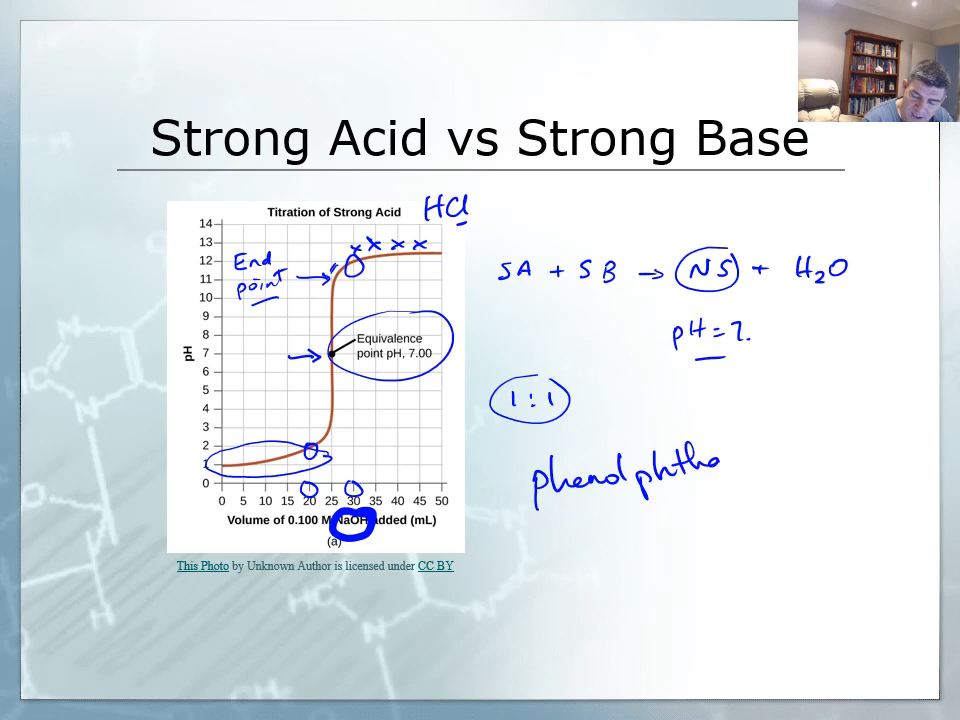 Strong Acid vs Strong Base
Titration of Strong Acid
HCl
14
13
12
11
10
9
8
7
6
5
4
3
2
1
0
pH
End
point
Equivalence
point pH, 7.00
0 5 10 15 20 25 30 35 40 45 50
Volume of 0.100 M NaOH added (mL)
(a)
This Photo by Unknown Author is licensed under CC BY
SA + SB → NS + H2O
pH = 7.
1 : 1
phenolphtha
HC
N